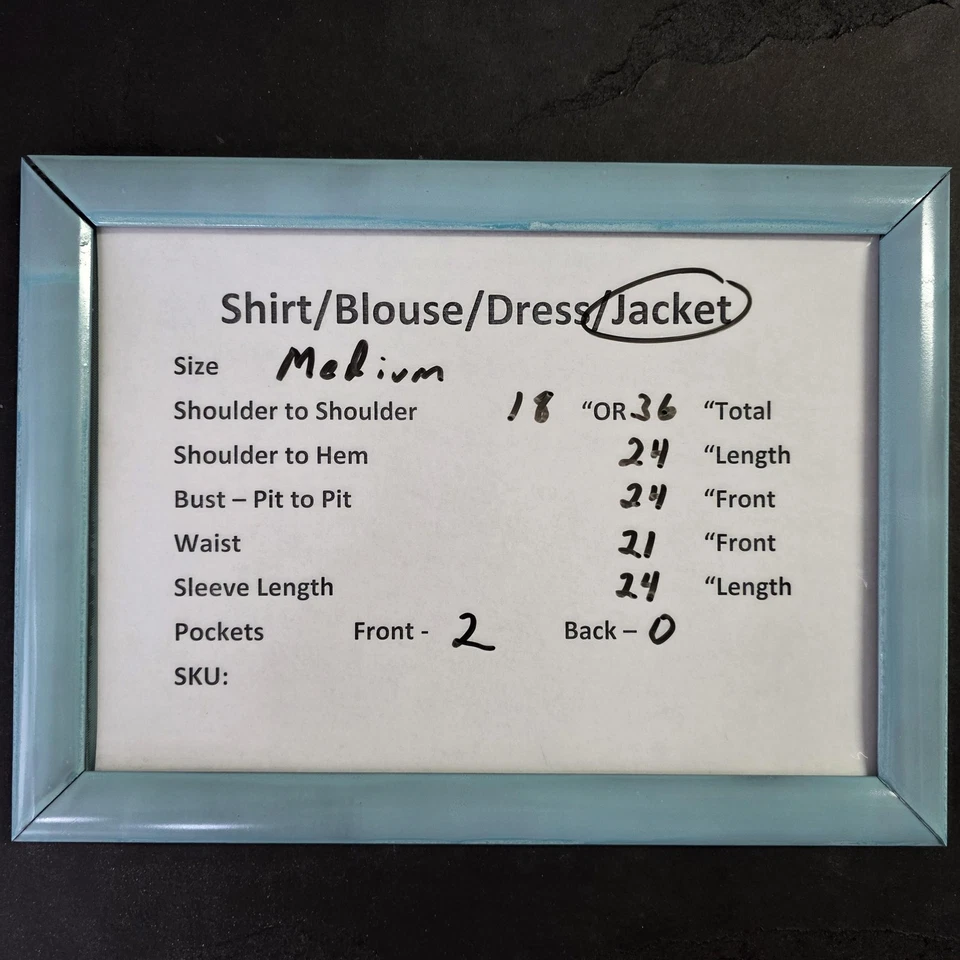 Shirt/Blouse/Dress/Jacket
Size Medium
Shoulder to Shoulder 18 “OR 36 “Total
Shoulder to Hem 24 “Length
Bust – Pit to Pit 24 “Front
Waist 21 “Front
Sleeve Length 24 “Length
Pockets Front - 2 Back – 0
SKU: